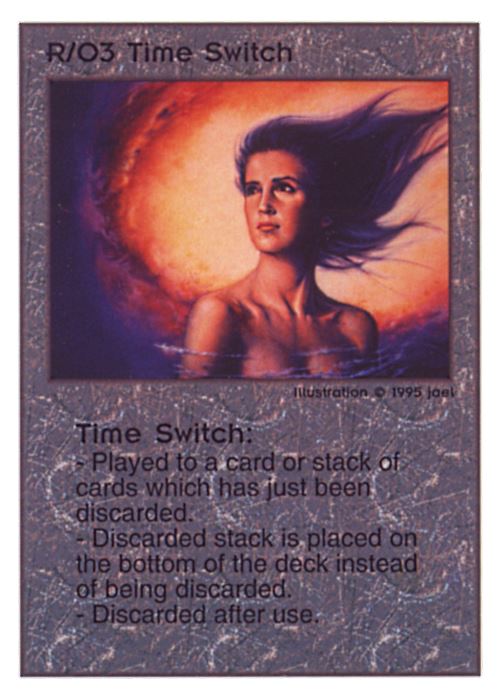 R/O3 Time Switch
Illustration © 1995 Jael
Time Switch:
- Played to a card or stack of
cards which has just been
discarded.
- Discarded stack is placed on
the bottom of the deck instead
of being discarded.
- Discarded after use.